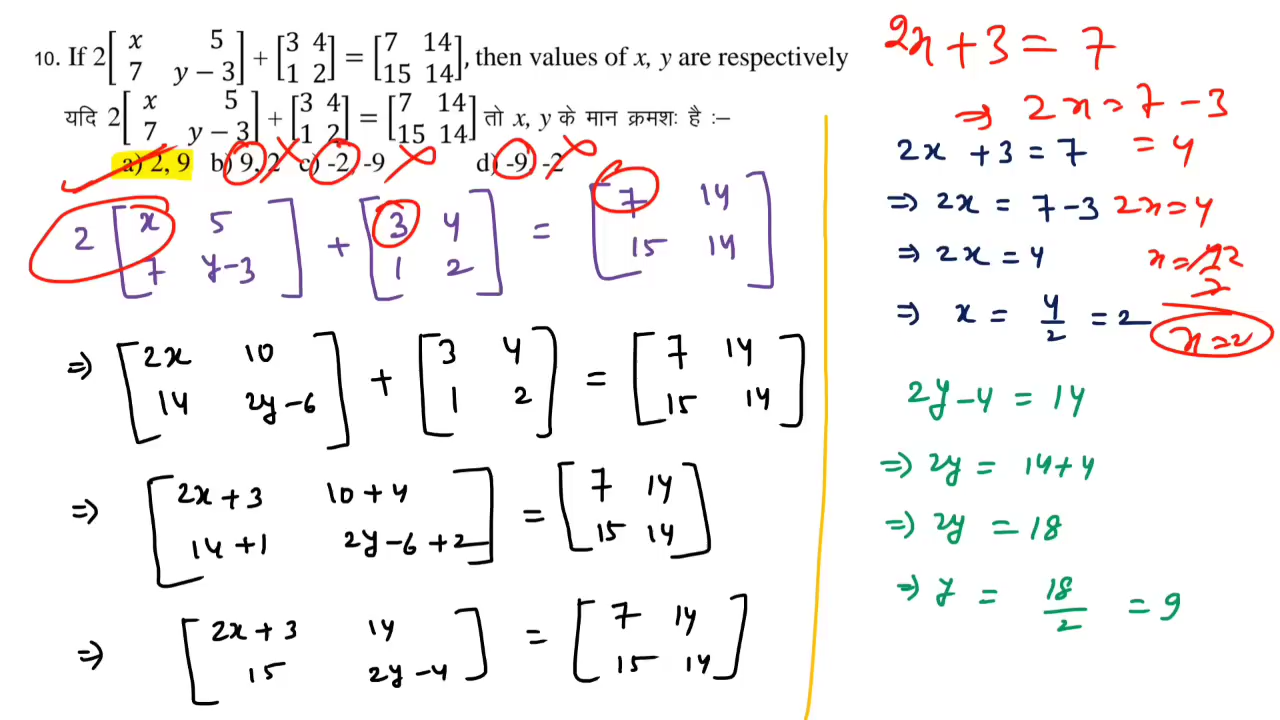 10. If 2[x 5 7 y − 3] + [3 4 1 2] = [7 14 15 14], then values of x, y are respectively
यदि 2[x 5 7 y − 3] + [3 4 1 2] = [7 14 15 14] तो x, y के मान क्रमशः है :−
a) 2, 9 b) 9, 2 c) -2, -9 d) -9, -2
2 [x 5 7 y-3] + [3 4 1 2] = [7 14 15 14]
⇒ [2x 10 14 2y-6] + [3 4 1 2] = [7 14 15 14]
⇒ [2x+3 10+4 14+1 2y-6+2] = [7 14 15 14]
⇒ [2x+3 14 15 2y-4] = [7 14 15 14]
2x+3 = 7
⇒ 2x = 7-3
= 4
2x = 4
x = 4/2 2
x=2
2x +3 = 7
⇒ 2x = 7-3
⇒ 2x = 4
⇒ x = 4/2 = 2
2y-4 = 14
⇒ 2y = 14+4
⇒ 2y = 18
⇒ y = 18/2 = 9